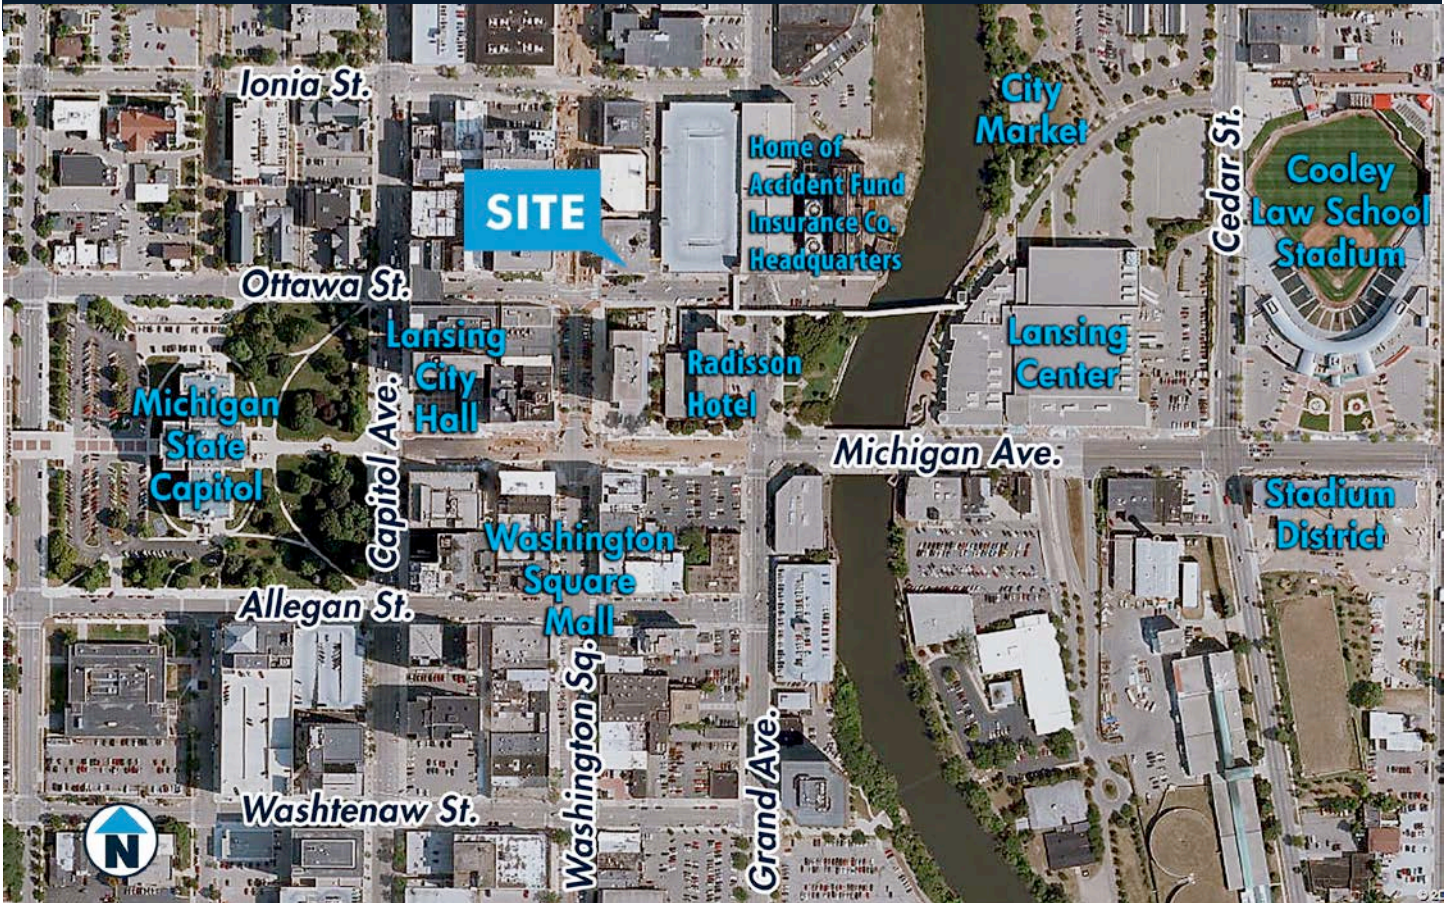 Ionia St.
City
Market
Cedar St.
Home of
Accident Fund
Insurance Co.
Headquarters
Cooley
Law School
Stadium
SITE
Ottawa St.
Lansing
City
Hall
Radisson
Hotel
Lansing
Center
Michigan
State
Capitol
Capitol Ave.
Michigan Ave.
Stadium
District
Washington
Square
Mall
Allegan St.
Washington Sq.
Grand Ave.
Washtenaw St.
N